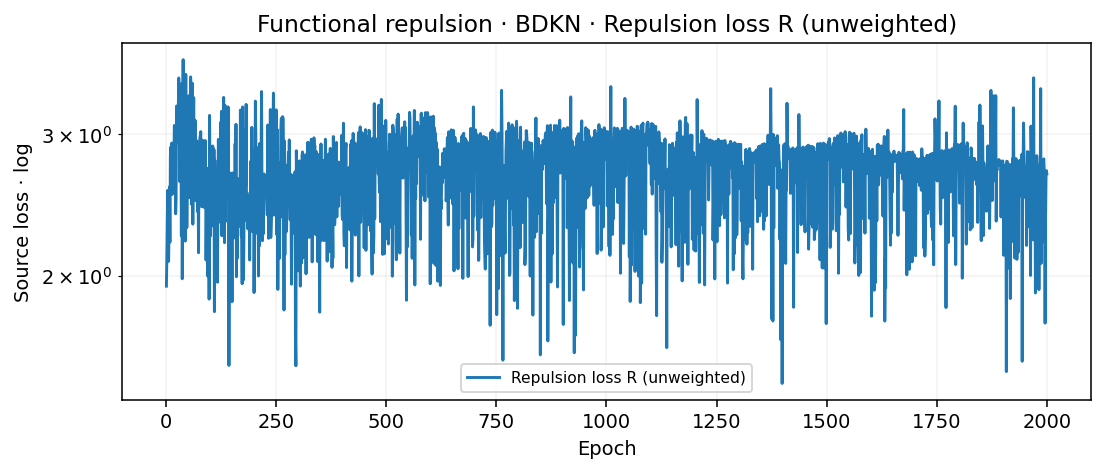 Functional repulsion · BDKN · Repulsion loss R (unweighted)
Source loss · log
3 × 10⁰
2 × 10⁰
Repulsion loss R (unweighted)
0 250 500 750 1000 1250 1500 1750 2000
Epoch